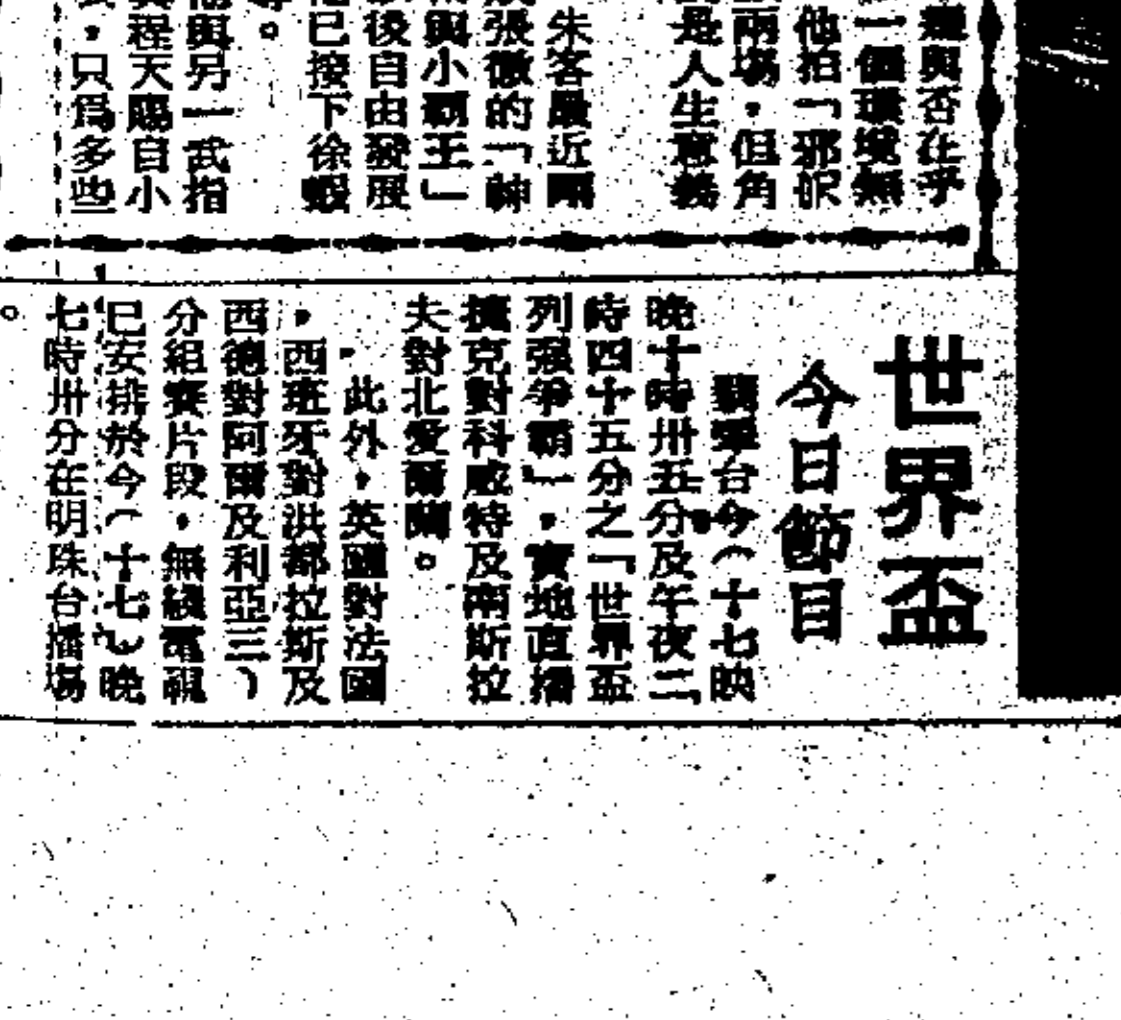 與否在乎
一個環境無
他拍「邪
兩場，但角
是人生意義
朱客最近剛
張徹的「神
與小霸王」
後自由發展
已接下徐蝦
。
與另一武指
程天賜自小
，只爲多些
世界盃
今日節目
翡翠台今（十七映
晚十時卅五分及午夜二
時四十五分之「世界盃
列强爭霸」，實地直播
捷克對科威特及南斯拉
夫對北愛爾蘭。
此外，英國對法國
，西班牙對洪都拉斯及
西德對阿爾及利亞三）
分組賽片段，無綫電視
已安排於今（十七）晚
七時卅分在明珠台播場
。